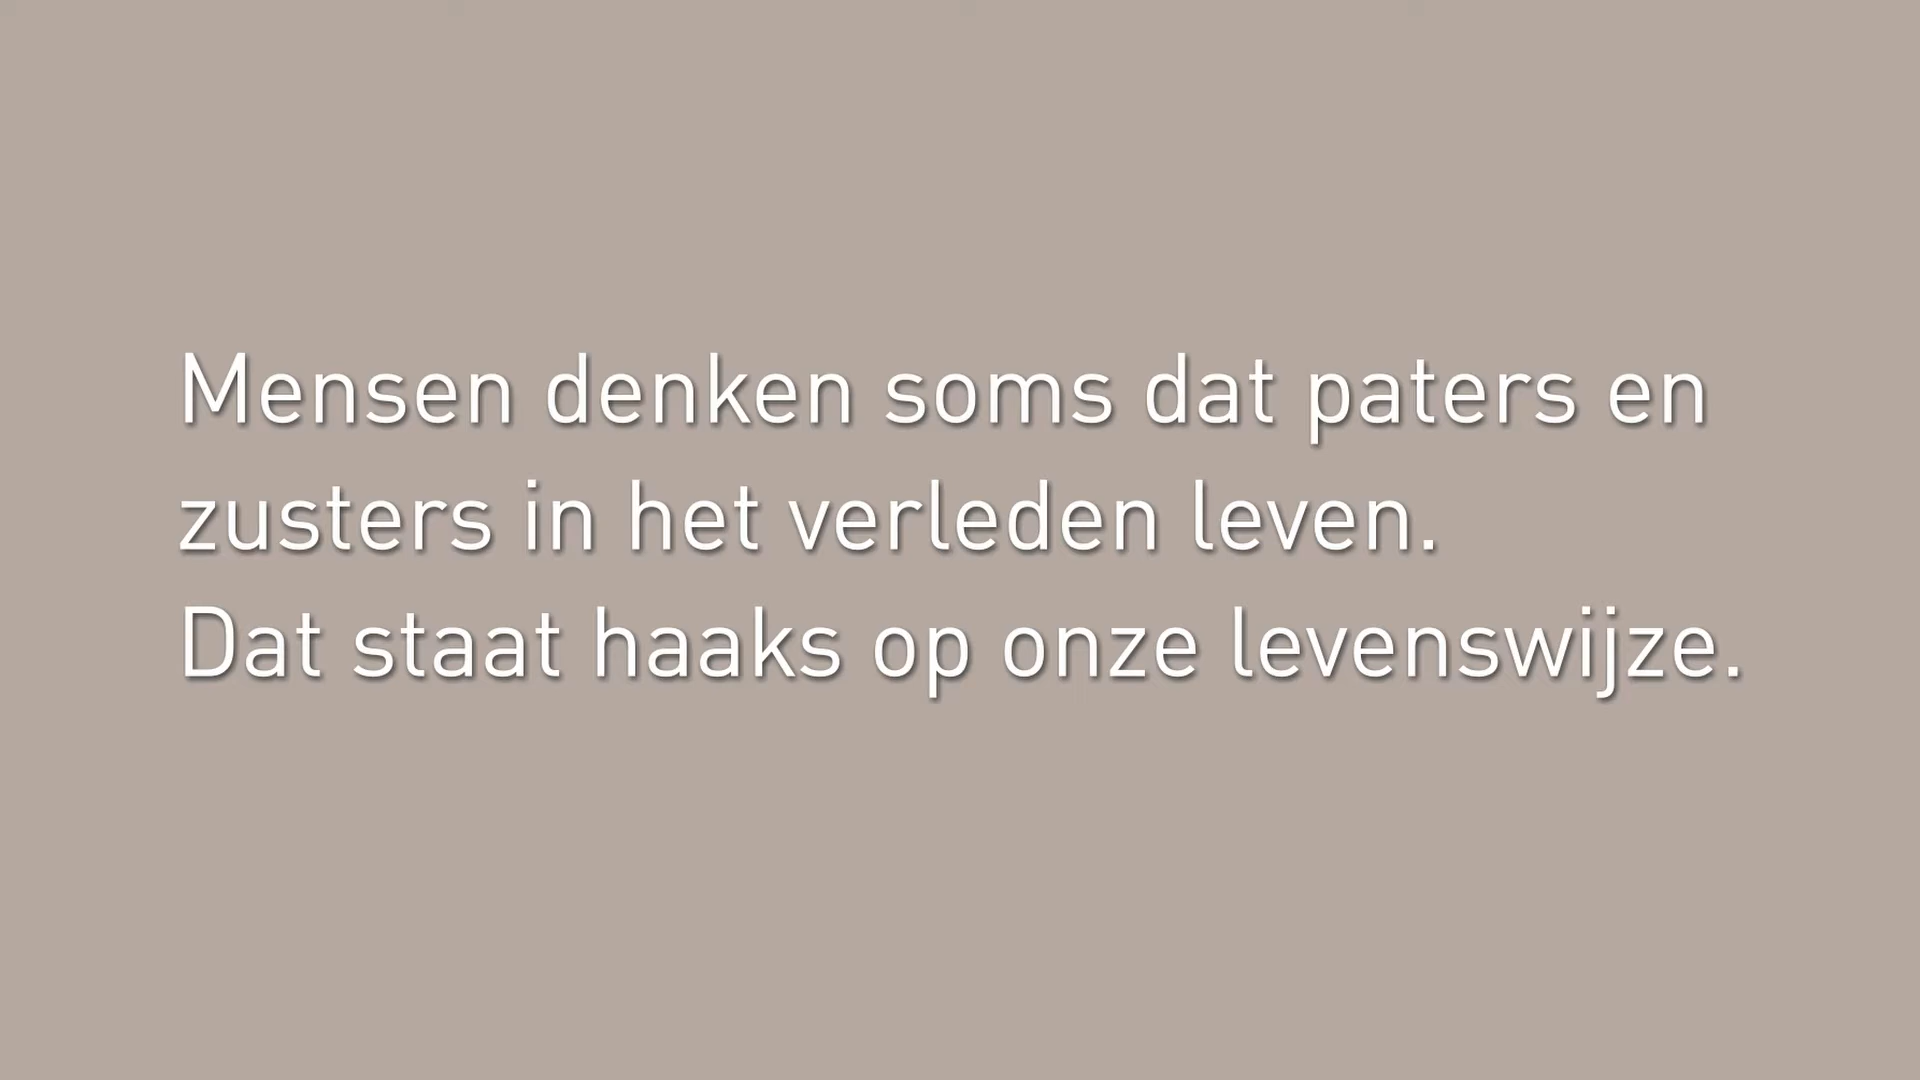 Mensen denken soms dat paters en
zusters in het verleden leven.
Dat staat haaks op onze levenswijze.